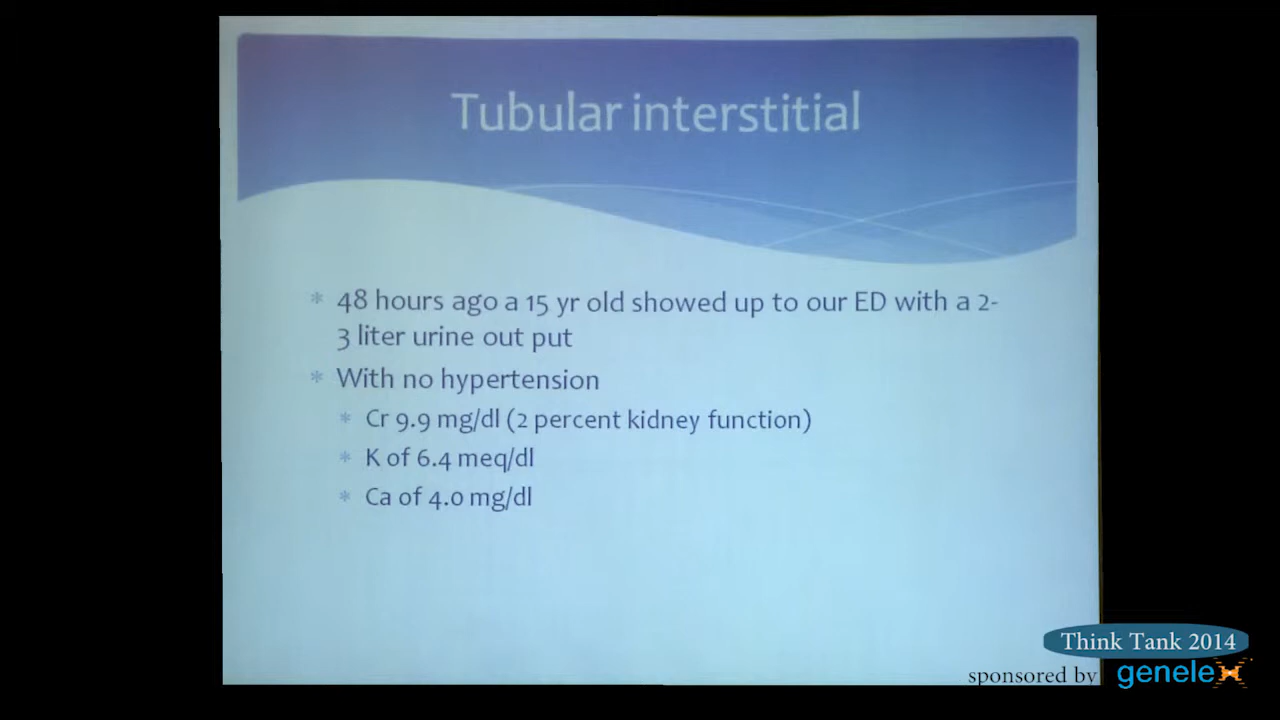 Tubular interstitial
* 48 hours ago a 15 yr old showed up to our ED with a 2-
3 liter urine out put
* With no hypertension
* Cr 9.9 mg/dl (2 percent kidney function)
* K of 6.4 meq/dl
* Ca of 4.0 mg/dl
Think Tank 2014
sponsored by genelex